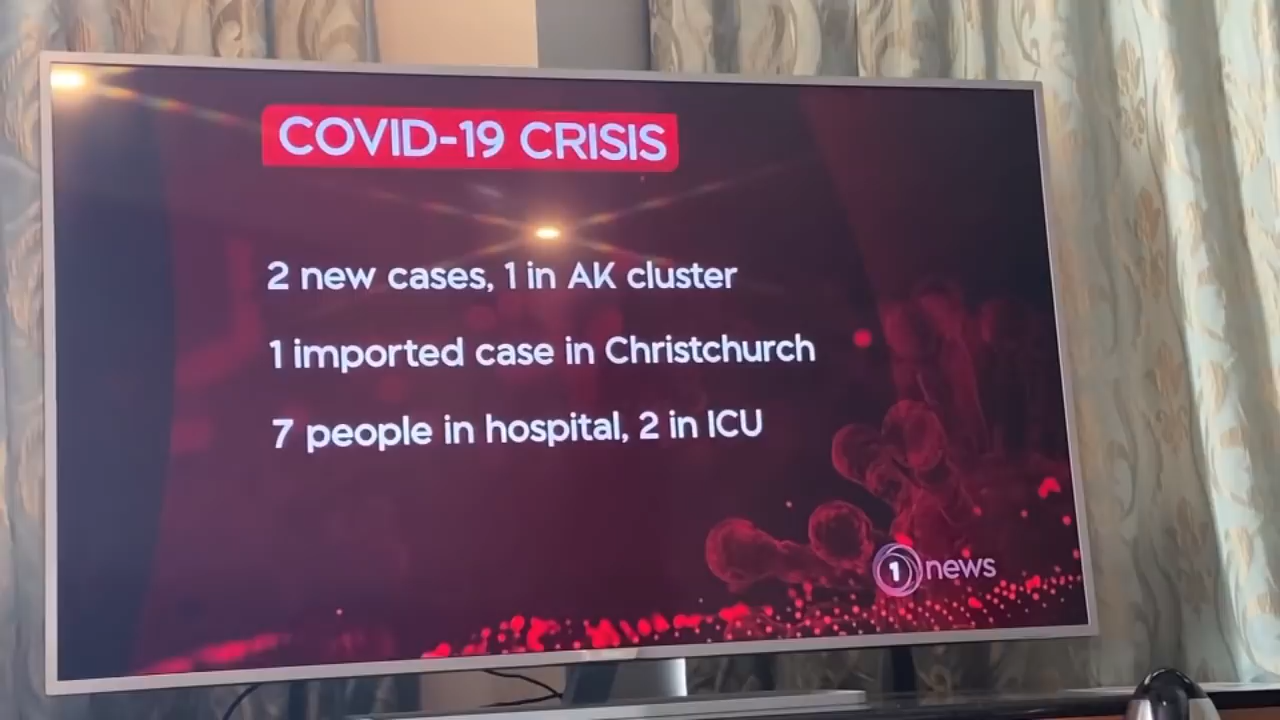 COVID-19 CRISIS
2 new cases, 1 in AK cluster
1 imported case in Christchurch
7 people in hospital, 2 in ICU
1 news